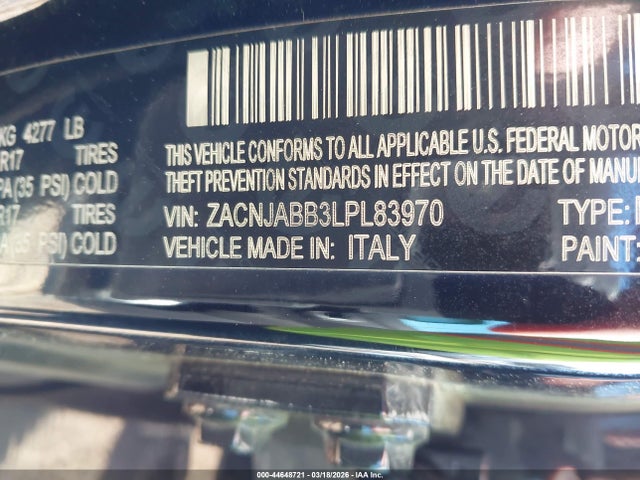 KG 4277 LB
R17 TIRES
PA (35 PSI) COLD
R17 TIRES
A (35 PSI) COLD
THIS VEHICLE CONFORMS TO ALL APPLICABLE U.S. FEDERAL MOTOR
THEFT PREVENTION STANDARDS IN EFFECT ON THE DATE OF MANU
VIN: ZACNJABB3LPL83970 TYPE:
VEHICLE MADE IN ITALY PAINT:
000-44648721 | 03/18/2026 - IAAI.COM